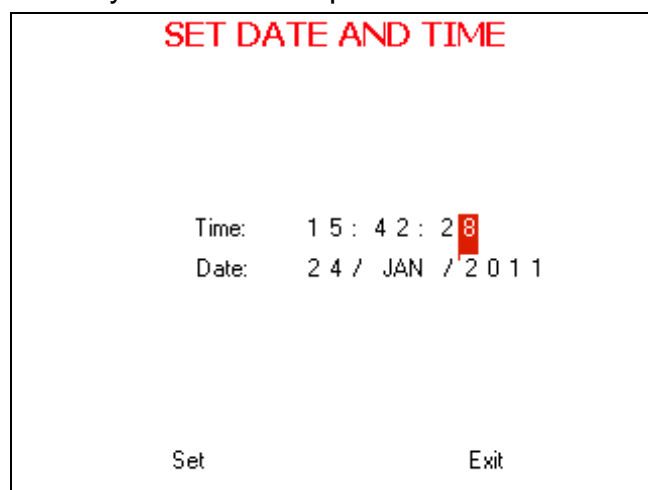 SET DATE AND TIME
Time: 15: 42: 28
Date: 24/ JAN /2011
Set Exit